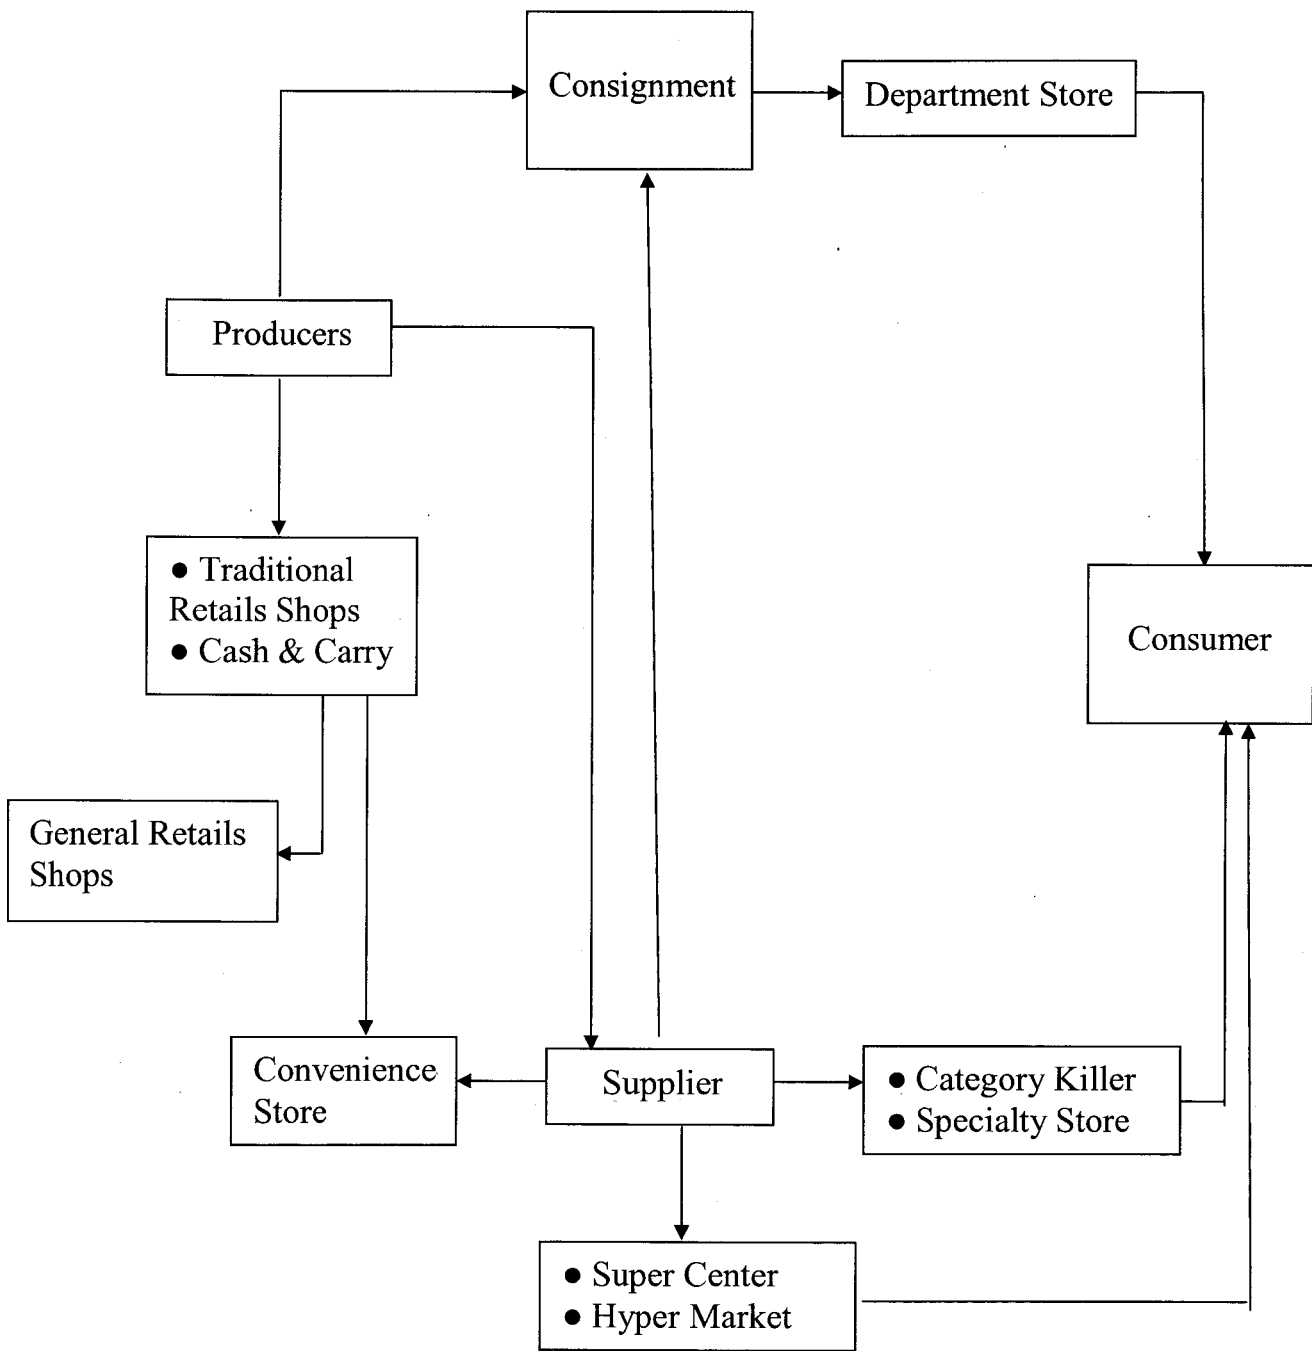 Consignment
Department Store
Producers
● Traditional
Retails Shops
● Cash & Carry
Consumer
General Retails
Shops
Convenience
Store
Supplier
● Category Killer
● Specialty Store
● Super Center
● Hyper Market